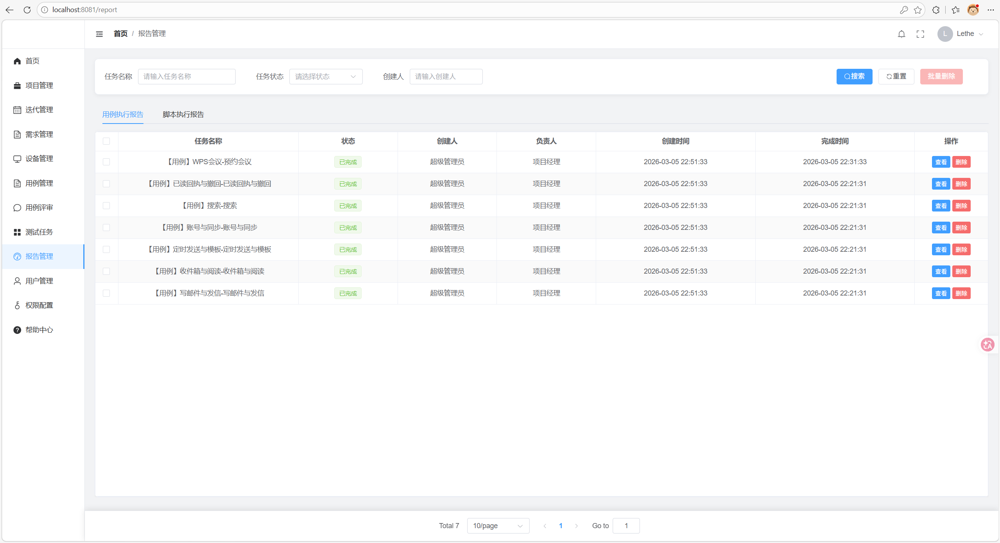 localhost:8081/report
首页 / 报告管理
L Lethe
首页
项目管理
迭代管理
需求管理
设备管理
用例管理
用例评审
测试任务
报告管理
用户管理
权限配置
帮助中心
任务名称 请输入任务名称 任务状态 请选择状态 创建人 请输入创建人 搜索 重置 批量删除
用例执行报告 脚本执行报告
任务名称 状态 创建人 负责人 创建时间 完成时间 操作
【用例】WPS会议-预约会议 已完成 超级管理员 项目经理 2026-03-05 22:51:33 2026-03-05 22:31:33 查看 删除
【用例】已读回执与撤回-已读回执与撤回 已完成 超级管理员 项目经理 2026-03-05 22:51:33 2026-03-05 22:21:31 查看 删除
【用例】搜索-搜索 已完成 超级管理员 项目经理 2026-03-05 22:51:33 2026-03-05 22:21:31 查看 删除
【用例】账号与同步-账号与同步 已完成 超级管理员 项目经理 2026-03-05 22:51:33 2026-03-05 22:21:31 查看 删除
【用例】定时发送与模板-定时发送与模板 已完成 超级管理员 项目经理 2026-03-05 22:51:33 2026-03-05 22:21:31 查看 删除
【用例】收件箱与阅读-收件箱与阅读 已完成 超级管理员 项目经理 2026-03-05 22:51:33 2026-03-05 22:21:31 查看 删除
【用例】写邮件与发信-写邮件与发信 已完成 超级管理员 项目经理 2026-03-05 22:51:33 2026-03-05 22:21:31 查看 删除
Total 7 10/page 1 Go to 1